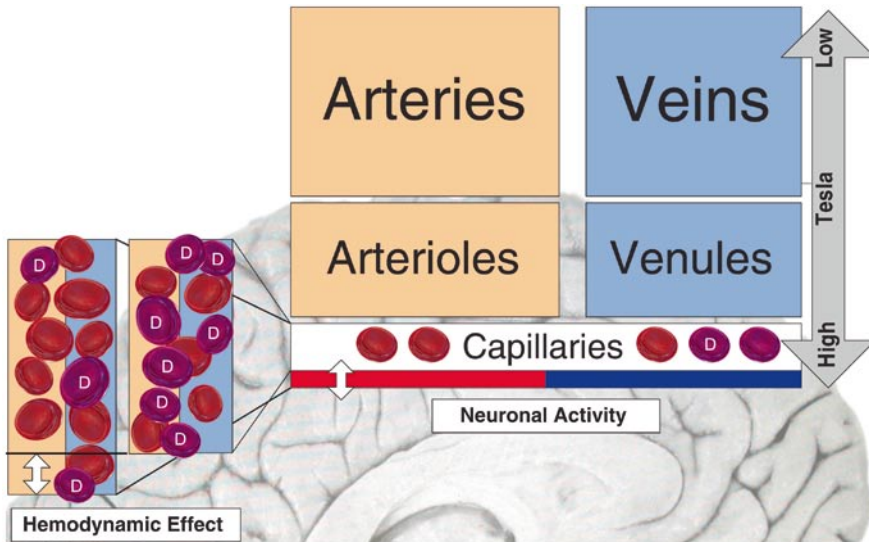 Arteries
Veins
Low
Tesla
High
Arterioles
Venules
Capillaries
D
Neuronal Activity
D
D
D
D
D
D
D
D
D
D
Hemodynamic Effect